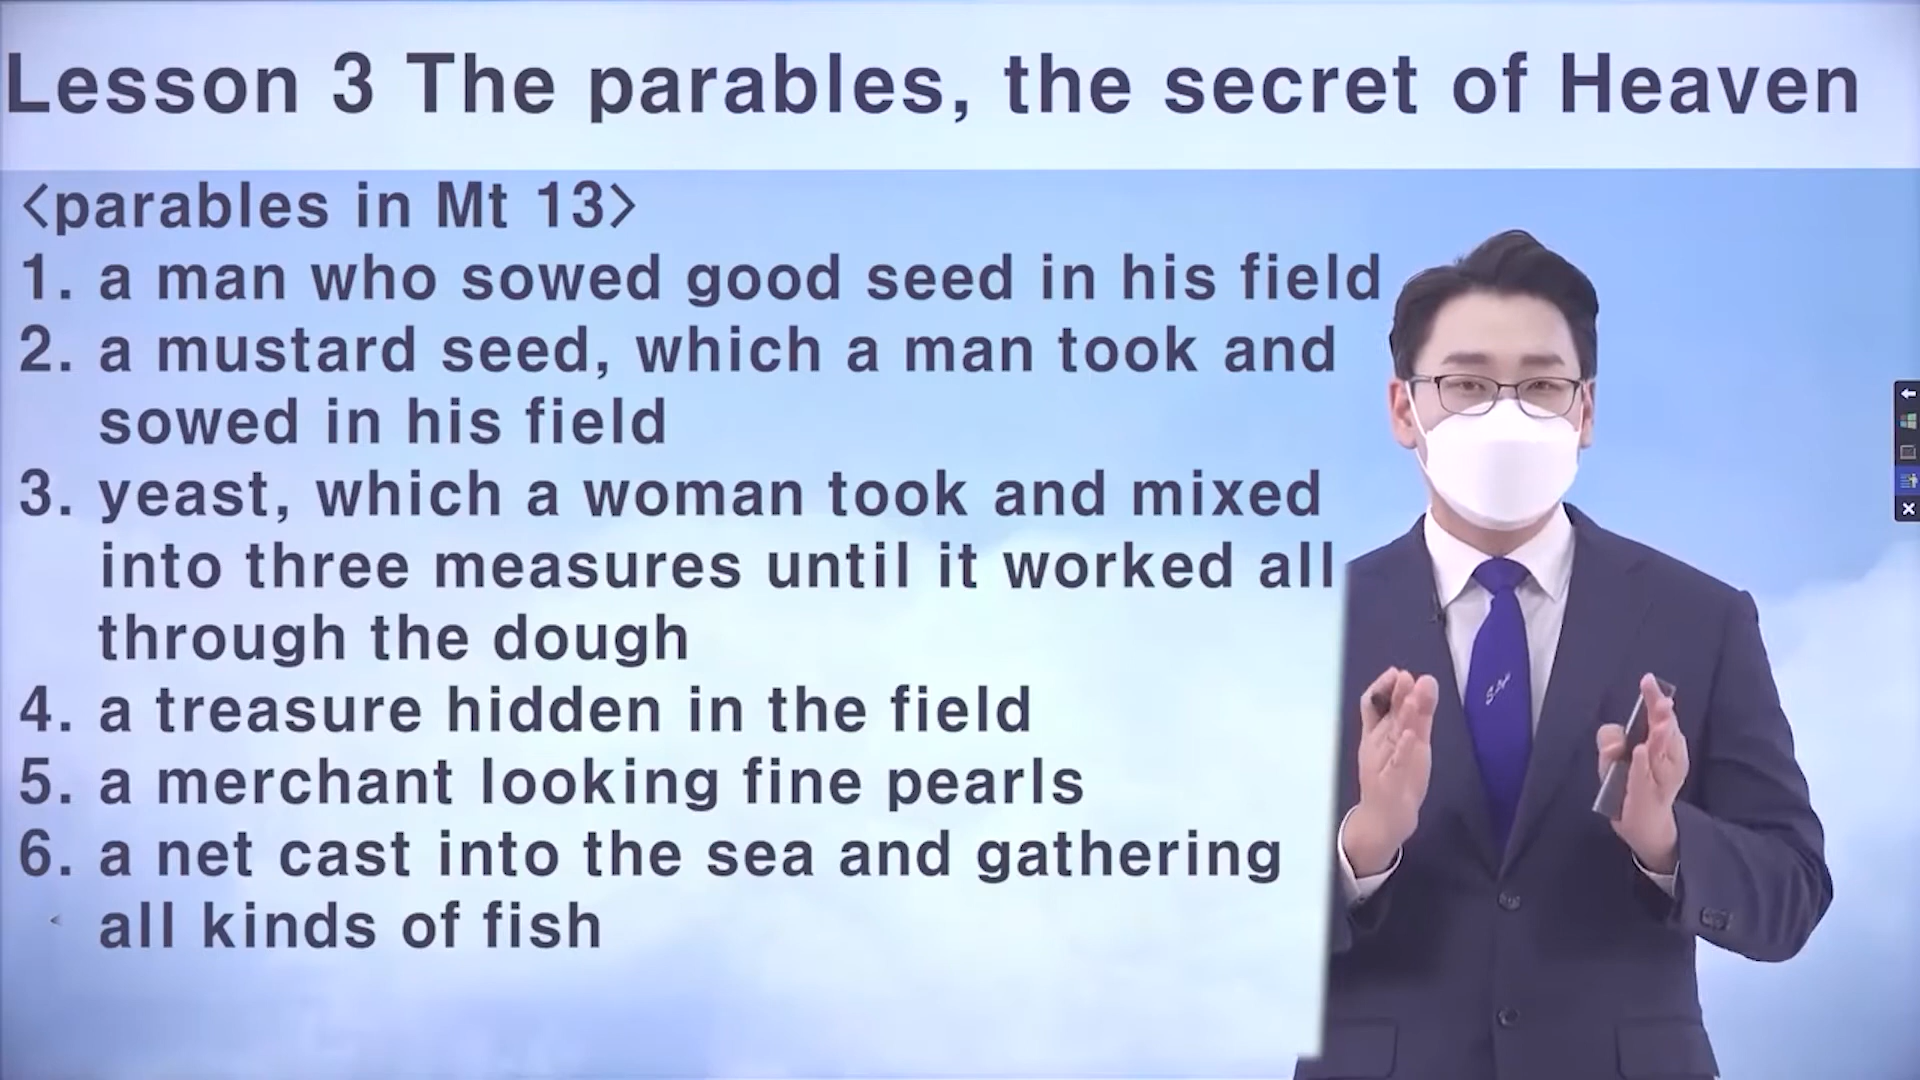 Lesson 3 The parables, the secret of Heaven
<parables in Mt 13>
1. a man who sowed good seed in his field
2. a mustard seed, which a man took and
sowed in his field
3. yeast, which a woman took and mixed
into three measures until it worked all
through the dough
4. a treasure hidden in the field
5. a merchant looking fine pearls
6. a net cast into the sea and gathering
all kinds of fish